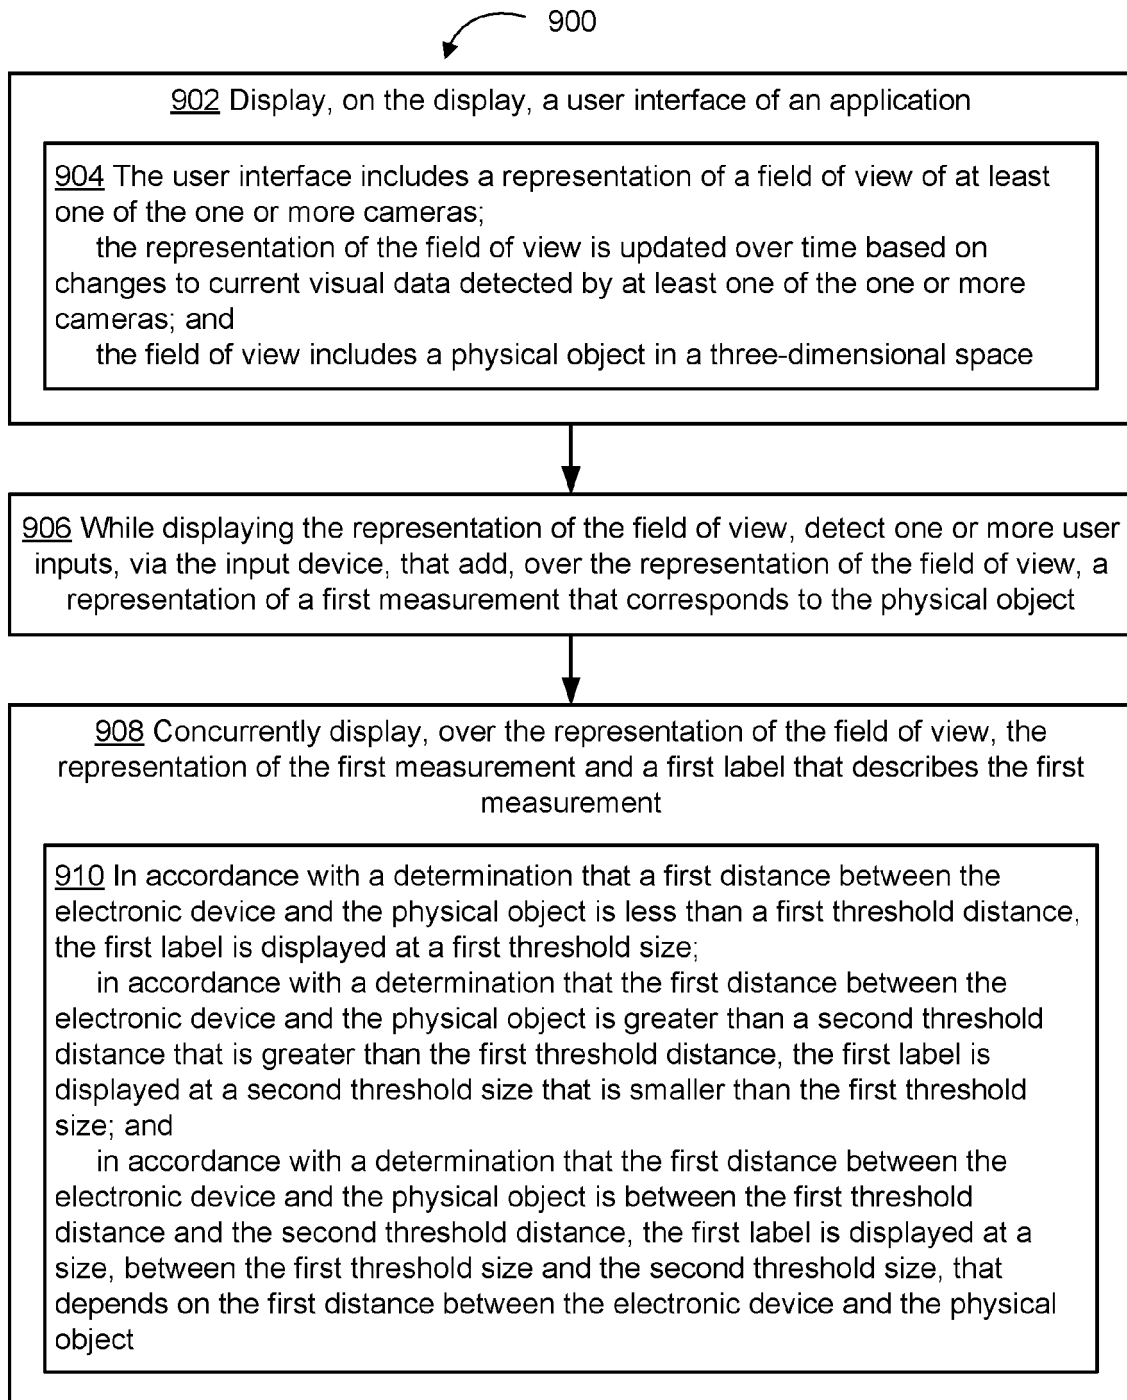 900
902 Display, on the display, a user interface of an application
904 The user interface includes a representation of a field of view of at least
one of the one or more cameras;
the representation of the field of view is updated over time based on
changes to current visual data detected by at least one of the one or more
cameras; and
the field of view includes a physical object in a three-dimensional space
906 While displaying the representation of the field of view, detect one or more user
inputs, via the input device, that add, over the representation of the field of view, a
representation of a first measurement that corresponds to the physical object
908 Concurrently display, over the representation of the field of view, the
representation of the first measurement and a first label that describes the first
measurement
910 In accordance with a determination that a first distance between the
electronic device and the physical object is less than a first threshold distance,
the first label is displayed at a first threshold size;
in accordance with a determination that the first distance between the
electronic device and the physical object is greater than a second threshold
distance that is greater than the first threshold distance, the first label is
displayed at a second threshold size that is smaller than the first threshold
size; and
in accordance with a determination that the first distance between the
electronic device and the physical object is between the first threshold
distance and the second threshold distance, the first label is displayed at a
size, between the first threshold size and the second threshold size, that
depends on the first distance between the electronic device and the physical
object